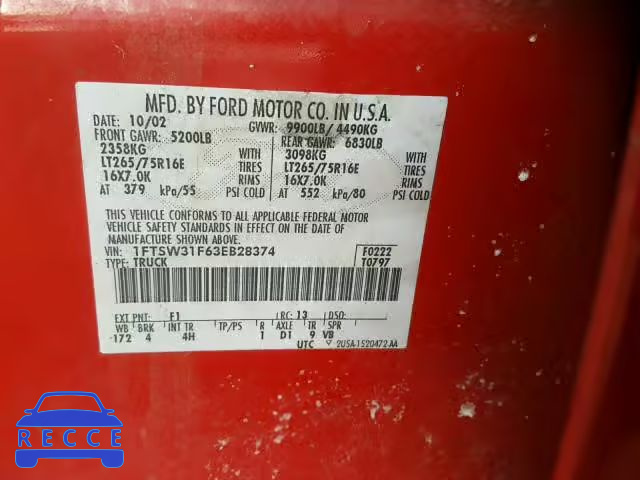 MFD. BY FORD MOTOR CO. IN U.S.A.
DATE: 10/02 GVWR: 9900LB/ 4490KG
FRONT GAWR: 5200LB REAR GAWR: 6830LB
2358KG WITH 3098KG WITH
LT265/75R16E TIRES LT265/75R16E TIRES
16X7.0K RIMS 16X7.0K RIMS
AT 379 kPa/55 PSI COLD AT 552 kPa/80 PSI COLD
THIS VEHICLE CONFORMS TO ALL APPLICABLE FEDERAL MOTOR
VEHICLE SAFETY STANDARDS IN EFFECT ON THE DATE OF
MANUFACTURE SHOWN ABOVE.
VIN: 1FTSW31F63EB28374 F0222
TYPE: TRUCK T0797
EXT PNT: F1 RC: 13 DSO:
WB BRK INT TR TP/PS R AXLE TR SPR
172 4 4H 1 D1 9 VB
UTC 2U5A-1520472-AA
RECCE